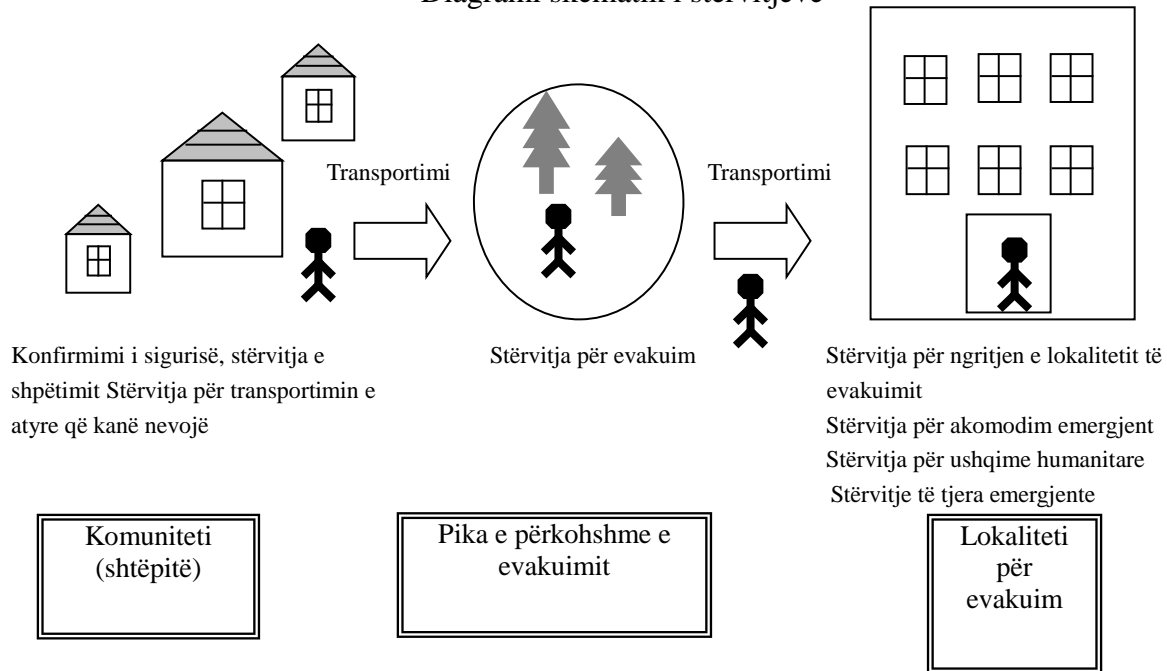 Diagrami skematik i stërvitjeve
Transportimi
Transportimi
Konfirmimi i sigurisë, stërvitja e
shpëtimit Stërvitja për transportimin e
atyre që kanë nevojë
Stërvitja për evakuim
Stërvitja për ngritjen e lokalitetit të
evakuimit
Stërvitja për akomodim emergjent
Stërvitja për ushqime humanitare
Stërvitje të tjera emergjente
Komuniteti
(shtëpitë)
Pika e përkohshme e
evakuimit
Lokaliteti
për
evakuim